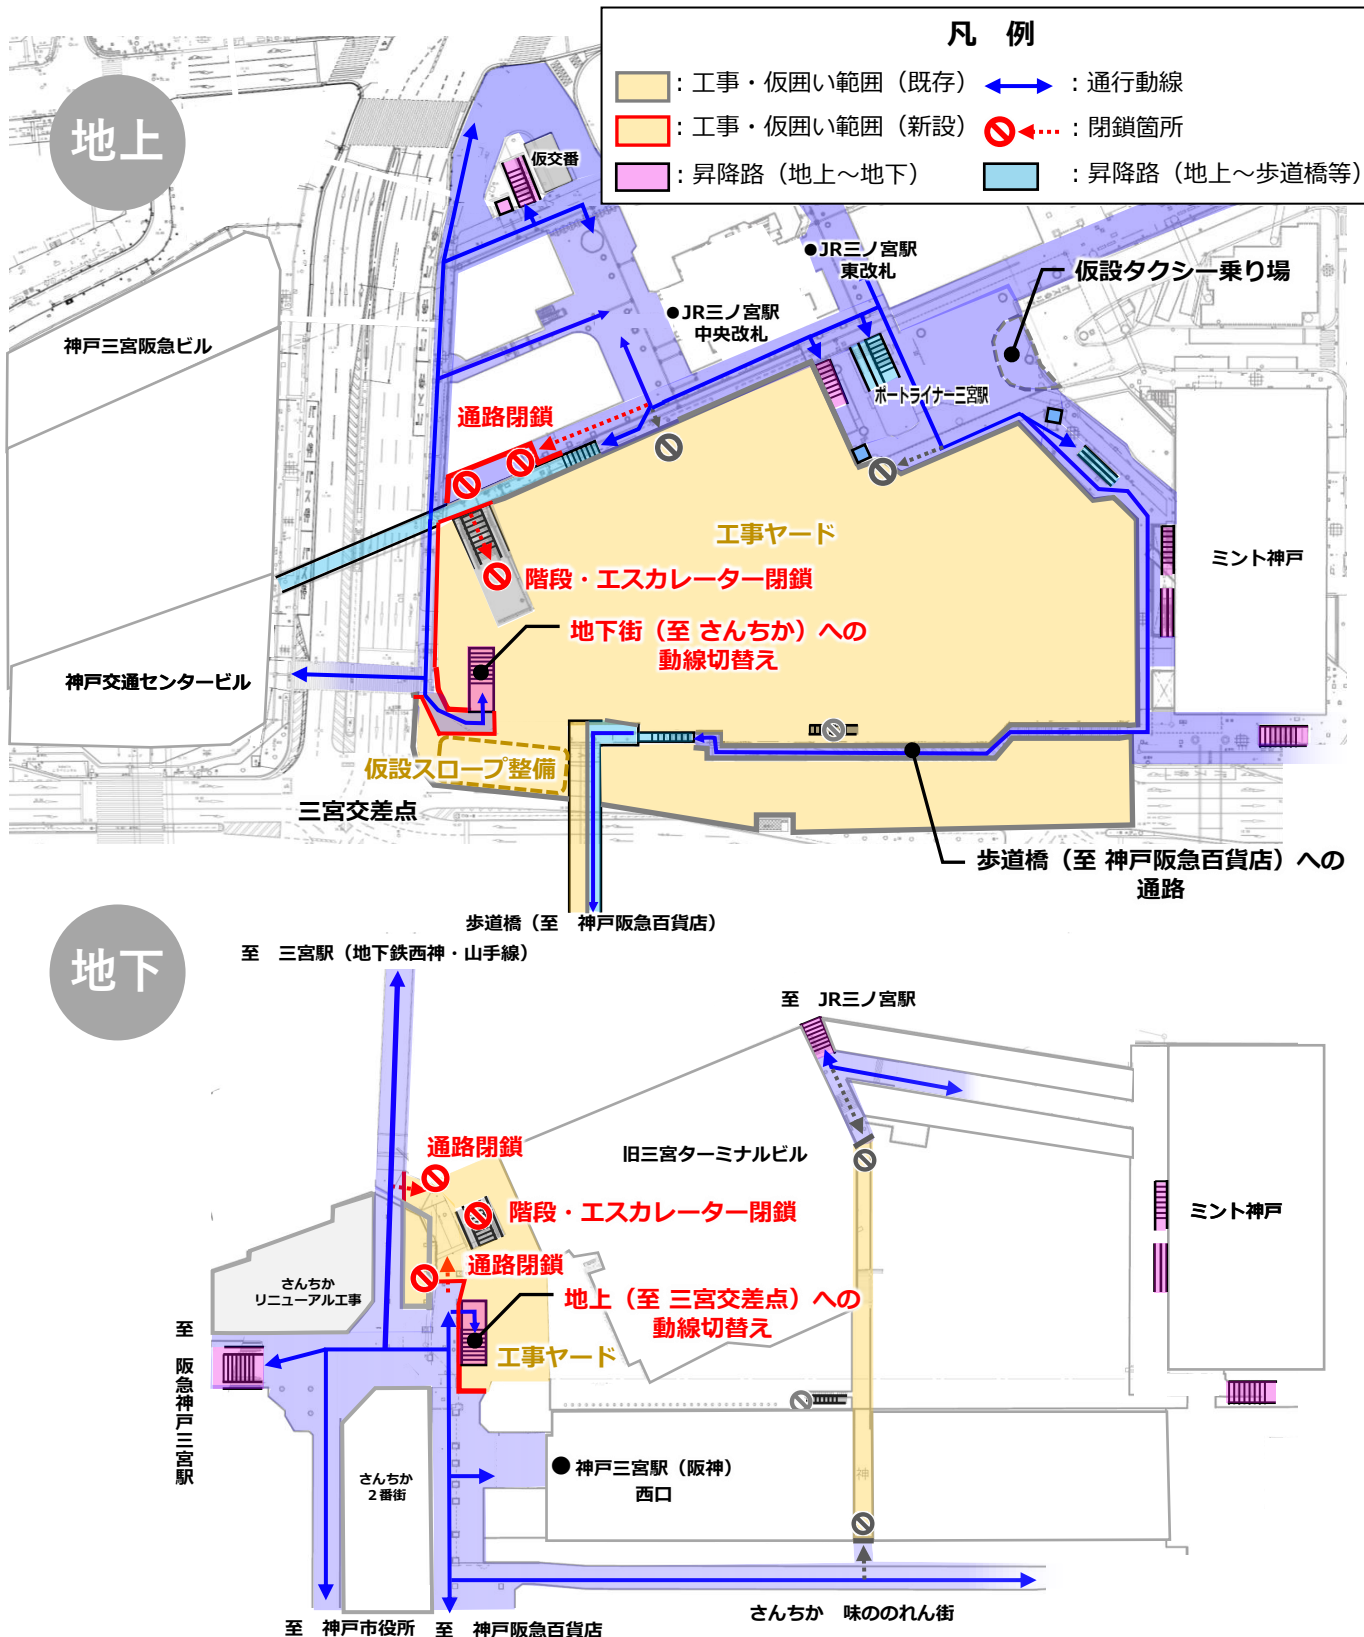 凡 例
：工事・仮囲い範囲（既存）
：通行動線
：工事・仮囲い範囲（新設）
：閉鎖箇所
：昇降路（地上～地下）
：昇降路（地上～歩道橋等）
地上
仮交番
●JR三ノ宮駅
東改札
仮設タクシー乗り場
●JR三ノ宮駅
中央改札
神戸三宮阪急ビル
ポートライナー三宮駅
通路閉鎖
工事ヤード
ミント神戸
階段・エスカレーター閉鎖
地下街（至 さんちか）への
動線切替え
神戸交通センタービル
仮設スロープ整備
三宮交差点
歩道橋（至 神戸阪急百貨店）への
通路
歩道橋（至 神戸阪急百貨店）
地下
至 三宮駅（地下鉄西神・山手線）
至 JR三ノ宮駅
通路閉鎖
旧三宮ターミナルビル
階段・エスカレーター閉鎖
ミント神戸
通路閉鎖
さんちか
リニューアル工事
地上（至 三宮交差点）への
動線切替え
工事ヤード
至 阪急神戸三宮駅
さんちか
２番街
●神戸三宮駅（阪神）
西口
さんちか 味ののれん街
至 神戸市役所
至 神戸阪急百貨店